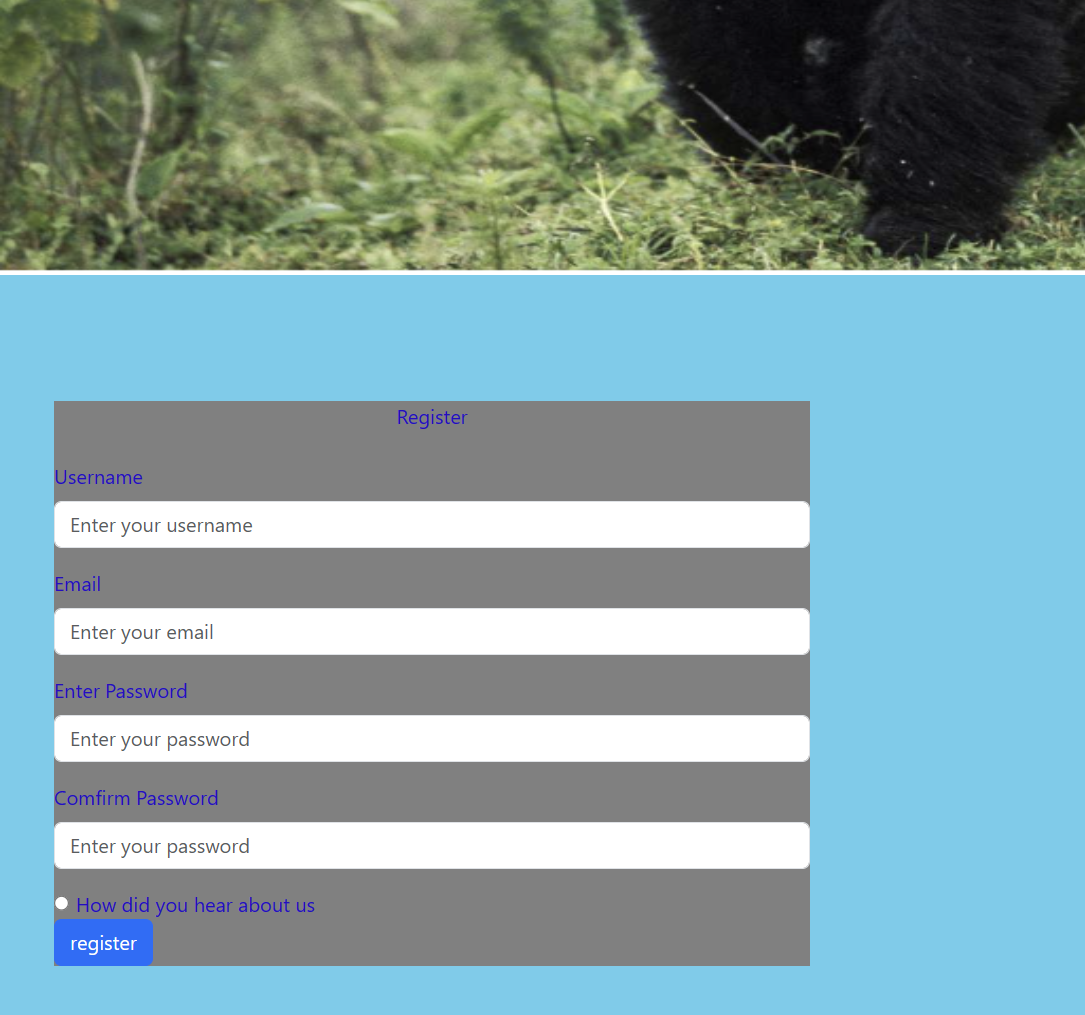 Register
Username
Enter your username
Email
Enter your email
Enter Password
Enter your password
Comfirm Password
Enter your password
How did you hear about us
register